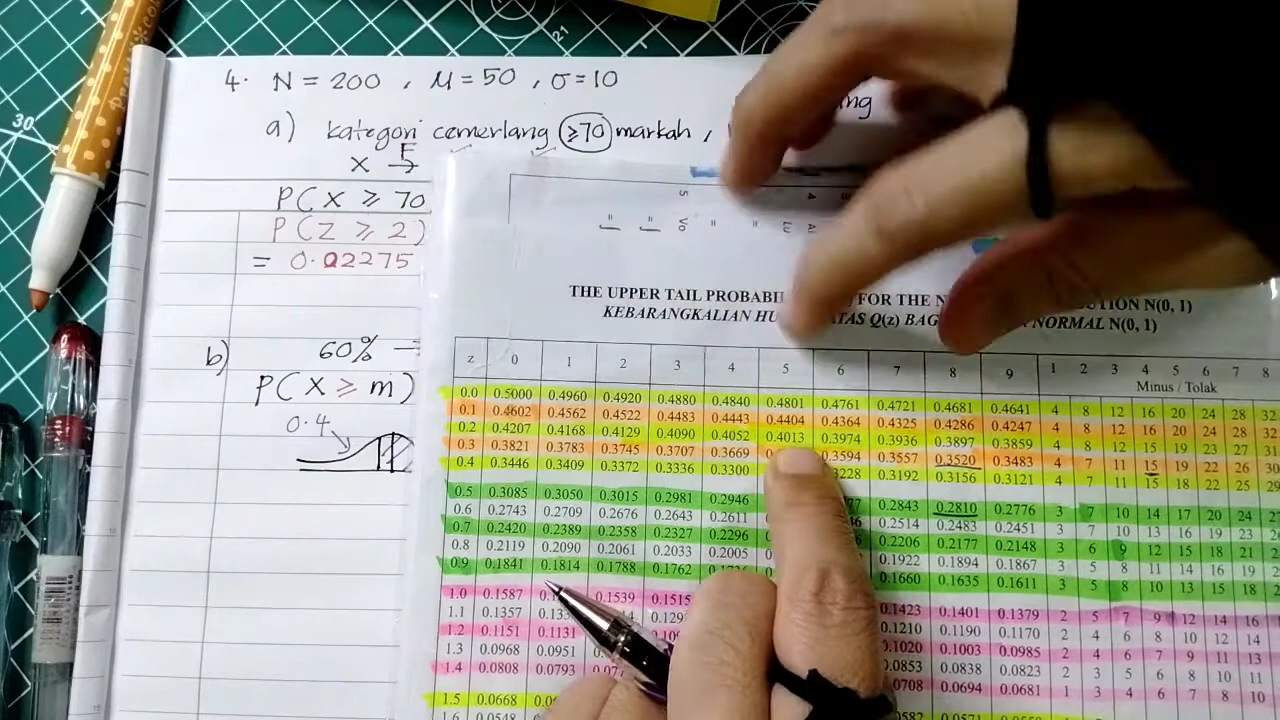 4. N = 200 , μ = 50 , σ = 10
a) kategori cemerlang ≥70 markah ,
x → F
P(X ≥ 70
P(Z ≥ 2)
= 0.02275
b) 60% →
P(X ≥ m)
0.4
30
21
THE UPPER TAIL FOR THE N(0, 1)
KEBARANGKALIAN Q(z) NORMAL N(0, 1)
z 0 1 2 3 4 5 6 7 8 9 1 2 3 4 5 6 7 8
Minus / Tolak
0.0 0.5000 0.4960 0.4920 0.4880 0.4840 0.4801 0.4761 0.4721 0.4681 0.4641 4 8 12 16 20 24 28 32
0.1 0.4602 0.4562 0.4522 0.4483 0.4443 0.4404 0.4364 0.4325 0.4286 0.4247 4 8 12 16 20 24 28 32
0.2 0.4207 0.4168 0.4129 0.4090 0.4052 0.4013 0.3974 0.3936 0.3897 0.3859 4 8 12 15 19 23 27 31
0.3 0.3821 0.3783 0.3745 0.3707 0.3669 0.3594 0.3557 0.3520 0.3483 4 7 11 15 19 22 26 30
0.4 0.3446 0.3409 0.3372 0.3336 0.3300 0.3192 0.3156 0.3121 4 7 11 15 18 22 25 29
0.5 0.3085 0.3050 0.3015 0.2981 0.2946 0.2843 0.2810 0.2776 3 7 10 14 17 20 24
0.6 0.2743 0.2709 0.2676 0.2643 0.2611 0.2514 0.2483 0.2451 3 7 10 13 16 19 23
0.7 0.2420 0.2389 0.2358 0.2327 0.2296 0.2206 0.2177 0.2148 3 6 9 12 15 18 21
0.8 0.2119 0.2090 0.2061 0.2033 0.2005 0.1922 0.1894 0.1867 3 5 8 11 14 16 19
0.9 0.1841 0.1814 0.1788 0.1762 0.1660 0.1635 0.1611 3 5 8 10 13 15 18
1.0 0.1587 0.1539 0.1515 0.1423 0.1401 0.1379 2 5 7 9 12 14 16
1.1 0.1357 0.1210 0.1190 0.1170 2 4 6 8 10 12 14
1.2 0.1151 0.1131 0.1020 0.1003 0.0985 2 4 6 7 9 11 13
1.3 0.0968 0.0951 0.0853 0.0838 0.0823 2 3 5 6 8 10 11
1.4 0.0808 0.0793 0.0708 0.0694 0.0681 1 3 4 6 7 8 10
1.5 0.0668
1.6 0.0548